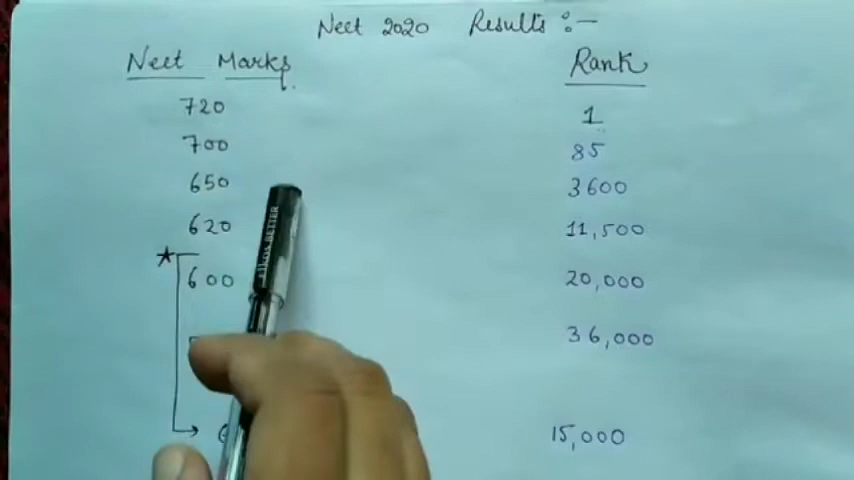 Neet 2020 Results :-
Neet Marks Rank
720 1
700 85
650 3600
620 11,500
★ 600 20,000
36,000
15,000